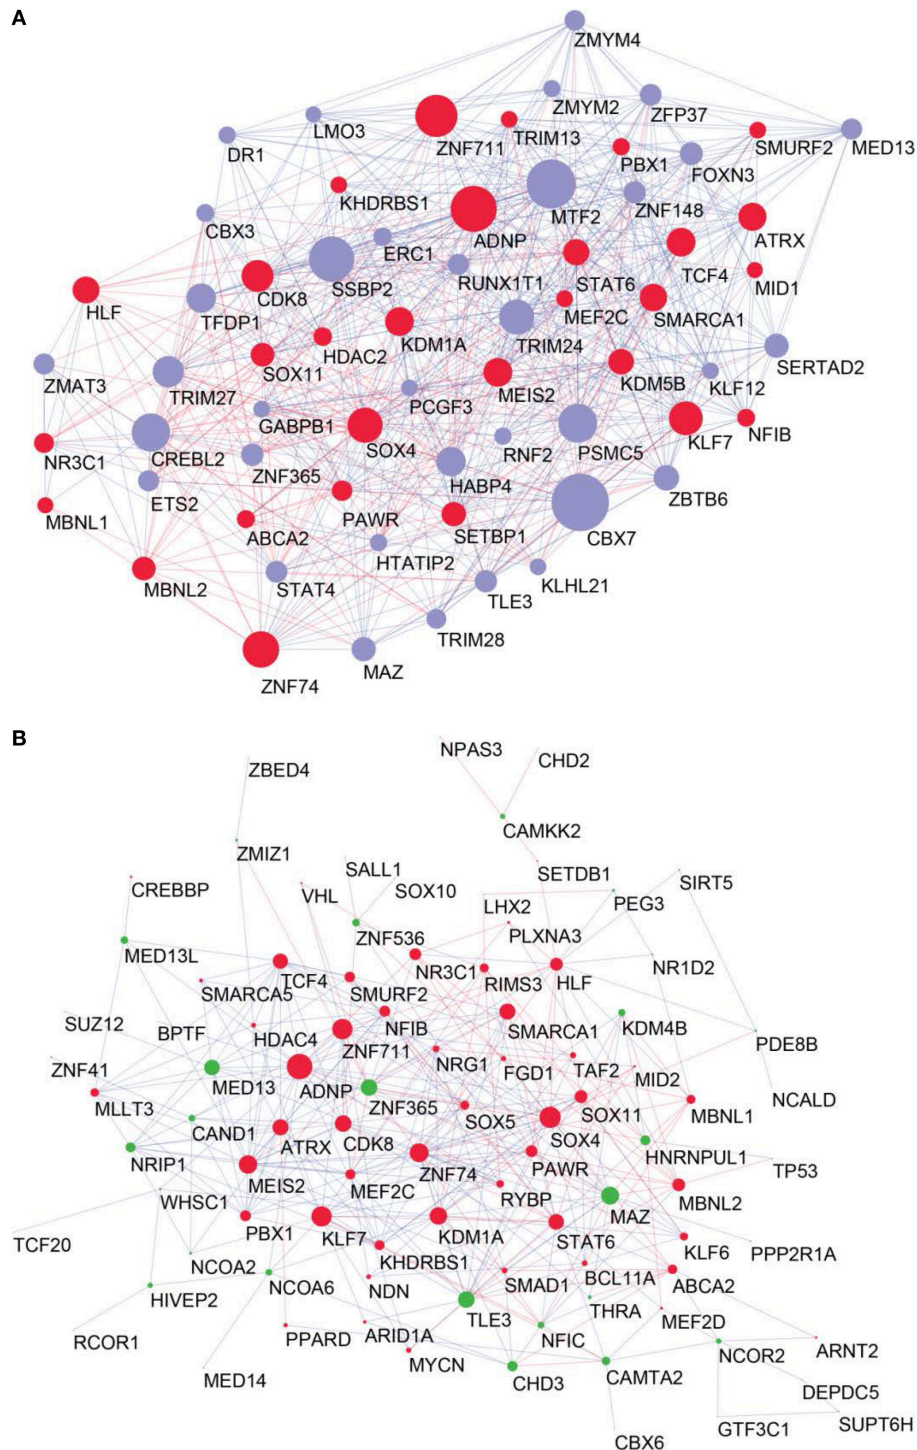 A
ZMYM4
ZMYM2
ZFP37
LMO3
ZNF711
TRIM13
PBX1
SMURF2
MED13
DR1
FOXN3
KHDRBS1
MTF2
ZNF148
CBX3
ERC1
ADNP
ATRX
STAT6
TCF4
MID1
CDK8
SSBP2
RUNX1T1
HLF
TFDP1
MEF2C
SMARCA1
HDAC2
KDM1A
TRIM24
SERTAD2
ZMAT3
TRIM27
SOX11
MEIS2
KDM5B
KLF12
PCGF3
GABPB1
NFIB
KLF7
CREBL2
SOX4
RNF2
PSMC5
NR3C1
ZNF365
HABP4
ETS2
ZBTB6
MBNL1
PAWR
ABCA2
SETBP1
CBX7
HTATIP2
MBNL2
STAT4
KLHL21
TLE3
TRIM28
MAZ
ZNF74
B
NPAS3
CHD2
ZBED4
CAMKK2
ZMIZ1
SALL1
SETDB1
SIRT5
CREBBP
VHL
SOX10
LHX2
PEG3
ZNF536
PLXNA3
MED13L
NR3C1
NR1D2
TCF4
RIMS3
HLF
SMARCA5
SMURF2
SUZ12
BPTF
HDAC4
NFIB
SMARCA1
KDM4B
ZNF711
PDE8B
ZNF41
NRG1
FGD1
TAF2
MID2
MED13
ADNP
ZNF365
NCALD
MLLT3
SOX5
SOX11
MBNL1
CAND1
ATRX
CDK8
SOX4
HNRNPUL1
NRIP1
ZNF74
PAWR
TP53
MEIS2
MEF2C
RYBP
MBNL2
WHSC1
MAZ
PBX1
KLF7
KDM1A
STAT6
TCF20
KLF6
PPP2R1A
NCOA2
KHDRBS1
HIVEP2
NCOA6
NDN
SMAD1
BCL11A
ABCA2
THRA
TLE3
MEF2D
RCOR1
PPARD
ARID1A
NFIC
ARNT2
MYCN
NCOR2
MED14
CHD3
CAMTA2
DEPDC5
GTF3C1
SUPT6H
CBX6